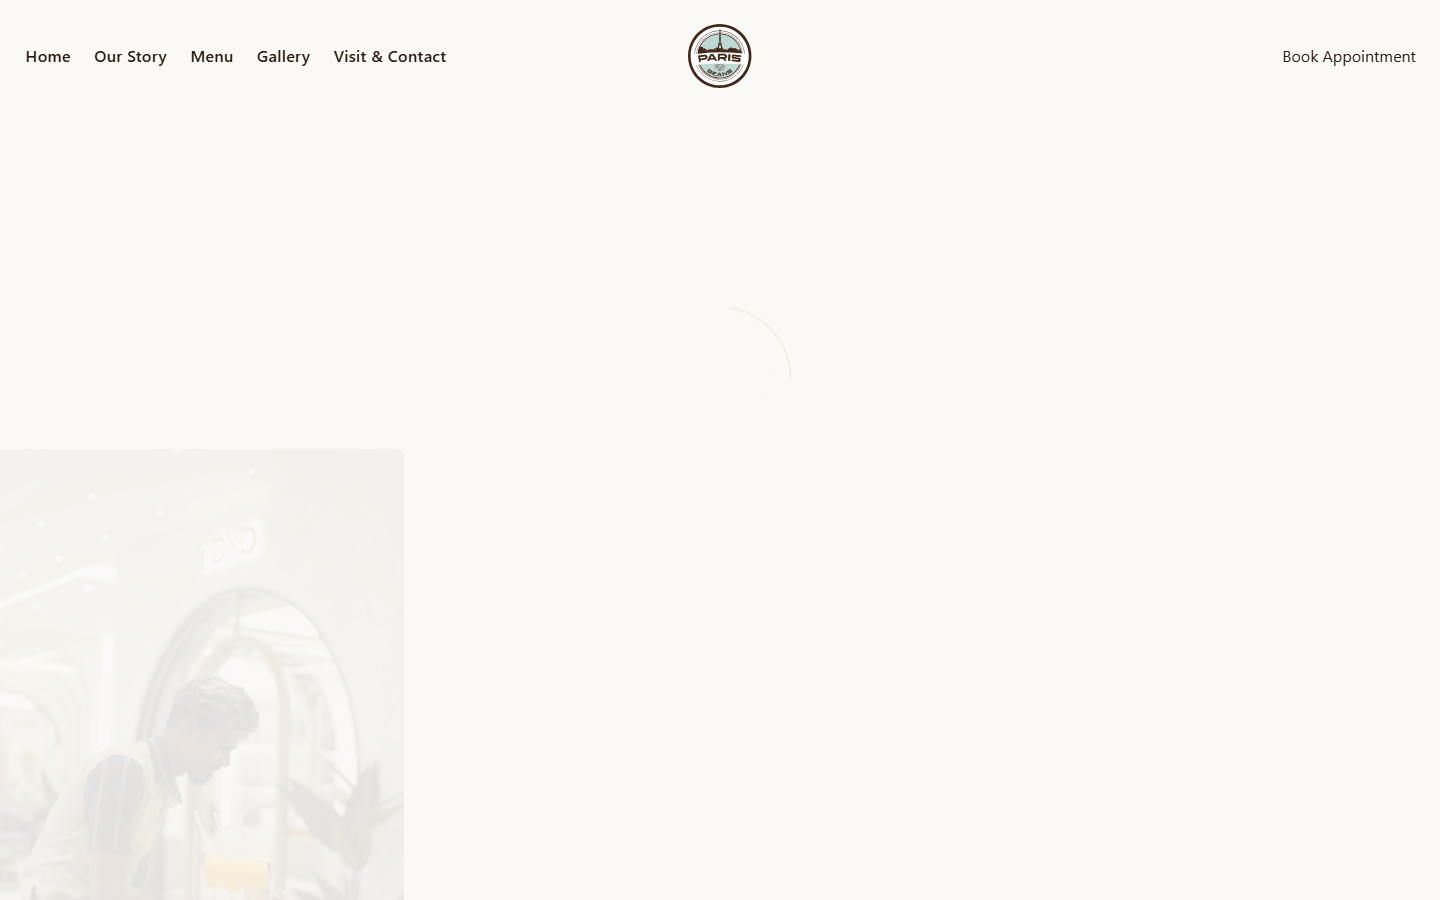 Home
Our Story
Menu
Gallery
Visit & Contact
PARIS
BEANS
Book Appointment